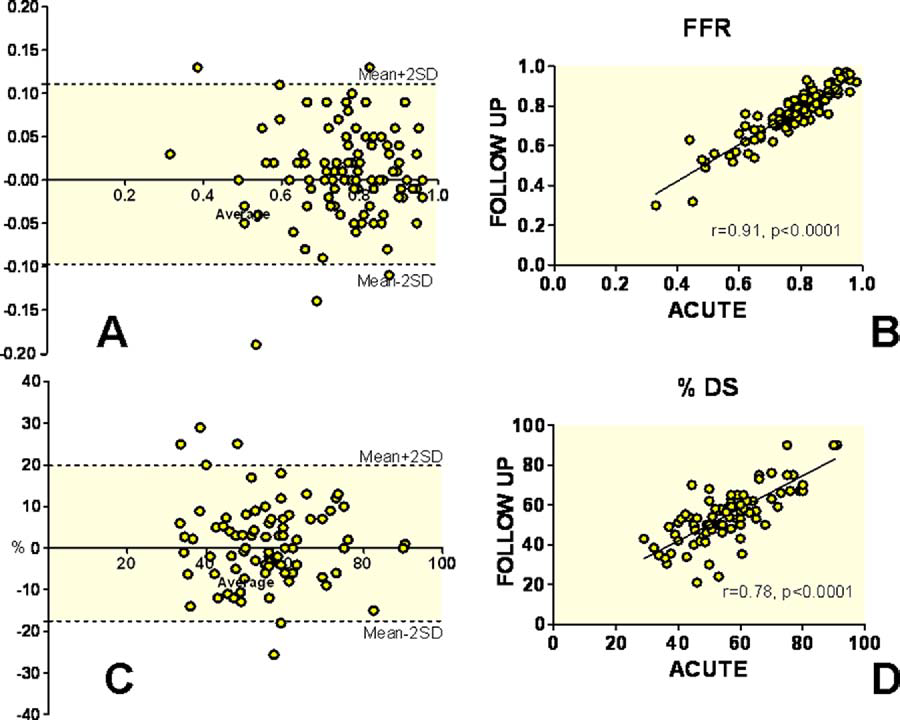 0.20
0.15
Mean+2SD
0.10
0.05
-0.00
0.2 0.4 0.6 0.8 1.0
Average
-0.05
-0.10
Mean-2SD
-0.15
-0.20
A
FFR
FOLLOW UP
1.0
0.8
0.6
0.4
0.2
0.0
r=0.91, p<0.0001
0.0 0.2 0.4 0.6 0.8 1.0
ACUTE
B
40
30
Mean+2SD
20
10
% 0
20 40 60 80 100
Average
-10
-20
Mean-2SD
-30
-40
C
% DS
FOLLOW UP
100
80
60
40
20
0
r=0.78, p<0.0001
0 20 40 60 80 100
ACUTE
D